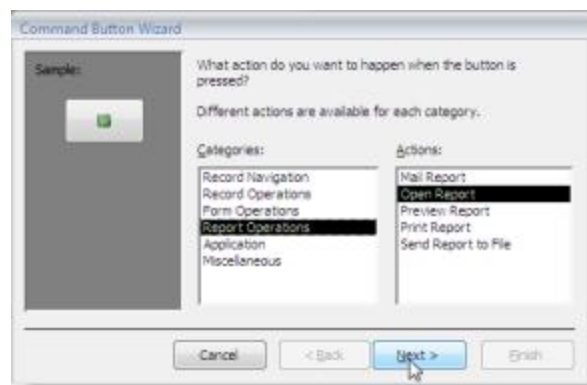 Command Button Wizard
Sample:
What action do you want to happen when the button is
pressed?
Different actions are available for each category.
Categories:
Actions:
Record Navigation
Record Operations
Form Operations
Report Operations
Application
Miscellaneous
Mail Report
Open Report
Preview Report
Print Report
Send Report to File
Cancel
< Back
Next >
Finish